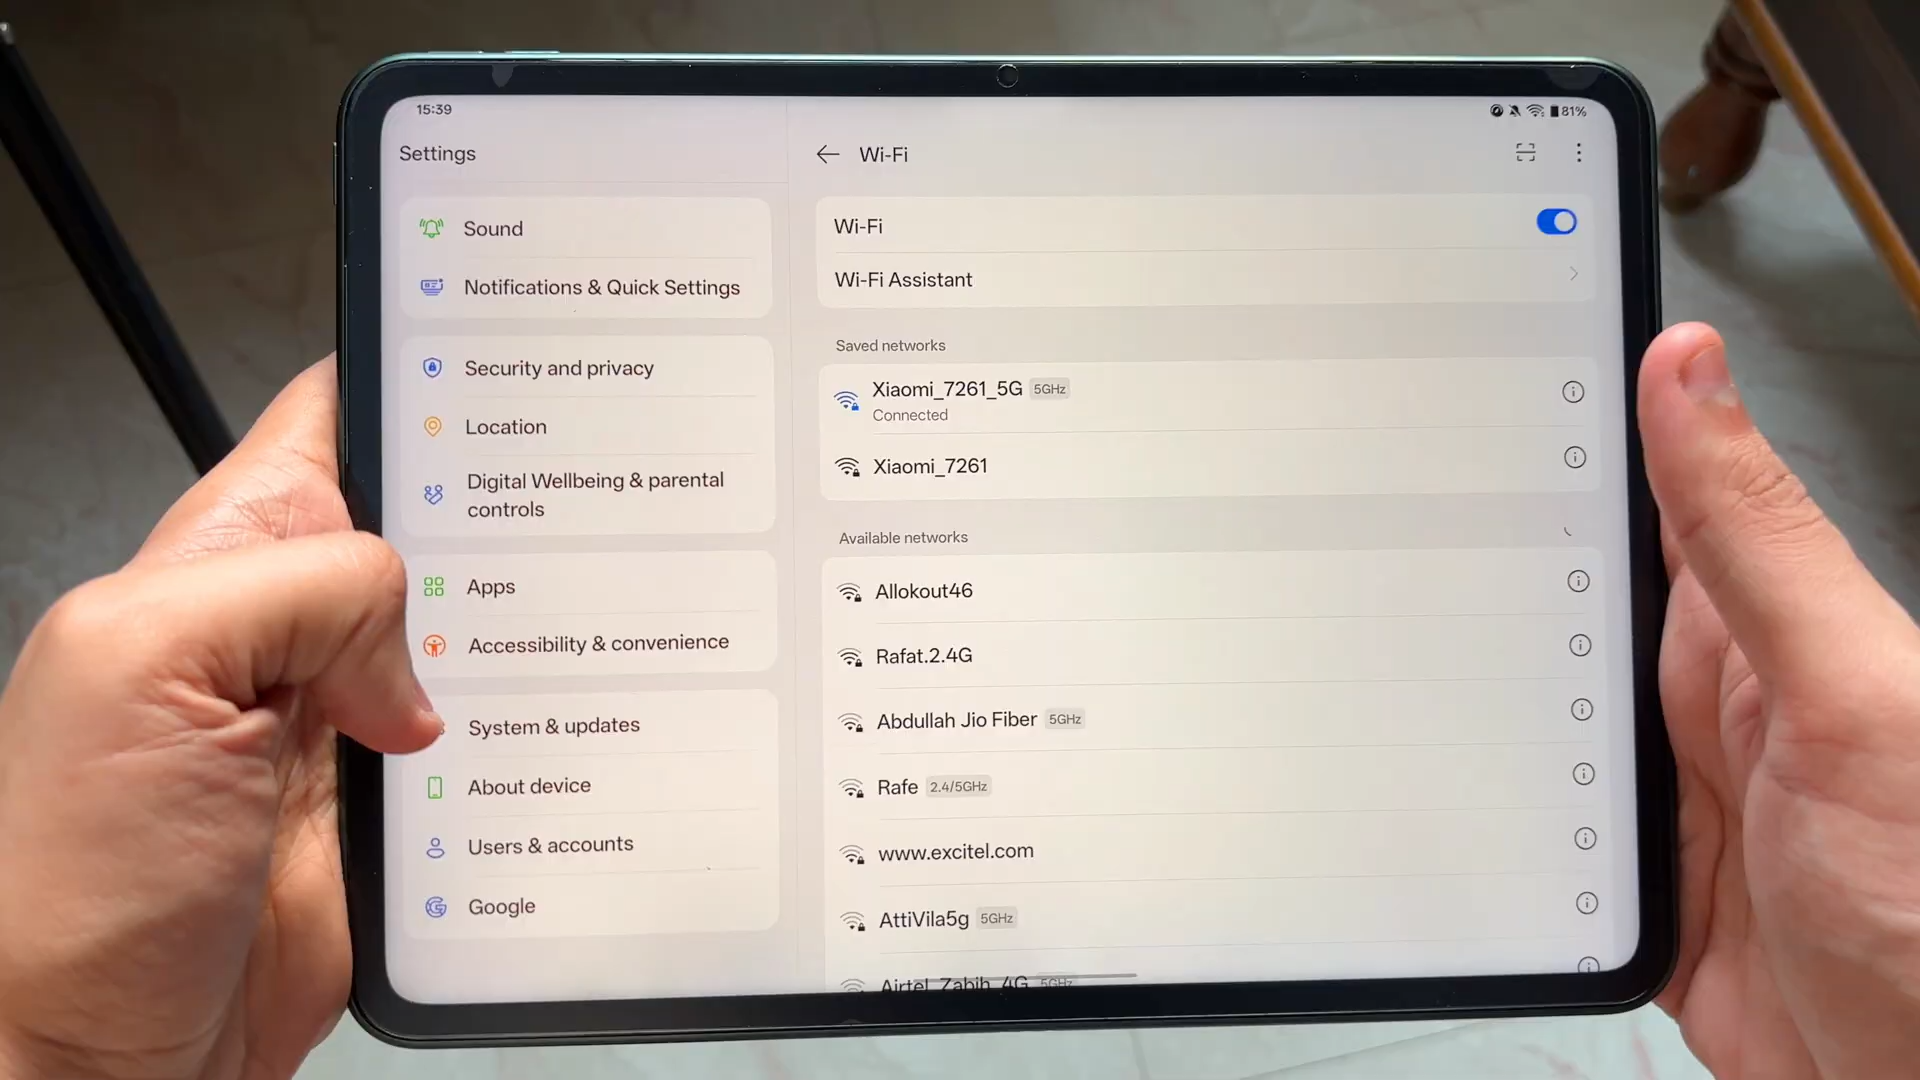 15:39
81%
Settings
Sound
Notifications & Quick Settings
Security and privacy
Location
Digital Wellbeing & parental
controls
Apps
Accessibility & convenience
System & updates
About device
Users & accounts
Google
Wi-Fi
Wi-Fi
Wi-Fi Assistant
Saved networks
Xiaomi_7261_5G 5GHz
Connected
Xiaomi_7261
Available networks
Allokout46
Rafat.2.4G
Abdullah Jio Fiber 5GHz
Rafe 2.4/5GHz
www.excitel.com
AttiVila5g 5GHz
Airtel_Zabih_4G 5GHz